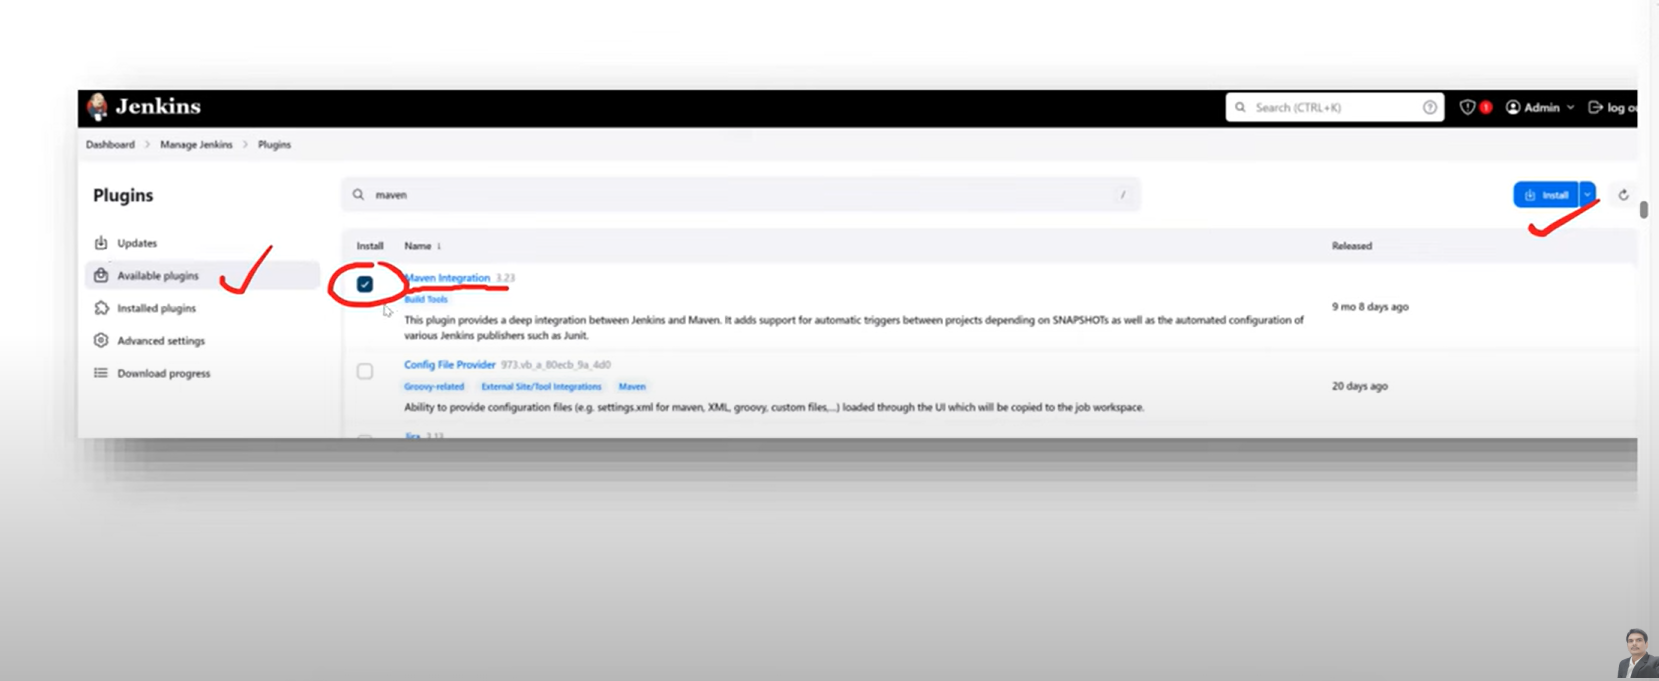 Jenkins
Search (CTRL+K)
1
Admin
log ou
Dashboard > Manage Jenkins > Plugins
Plugins
maven
/
Install
Updates
Available plugins
Installed plugins
Advanced settings
Download progress
Install Name ↓ Released
Maven Integration 3.23
Build Tools
This plugin provides a deep integration between Jenkins and Maven. It adds support for automatic triggers between projects depending on SNAPSHOTs as well as the automated configuration of
various Jenkins publishers such as Junit.
9 mo 8 days ago
Config File Provider 973.vb_a_80ecb_9a_4d0
Groovy-related External Site/Tool Integrations Maven
Ability to provide configuration files (e.g. settings.xml for maven, XML, groovy, custom files,...) loaded through the UI which will be copied to the job workspace.
20 days ago
Jira 3.13